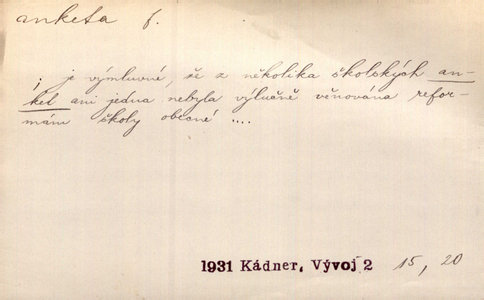 anketa f.
; je výmluvné, že z několika školských an-
ket ani jedna nebyla výlučně věnována refor-
mám školy obecné ....
1931 Kádner, Vývoj 2 15, 20